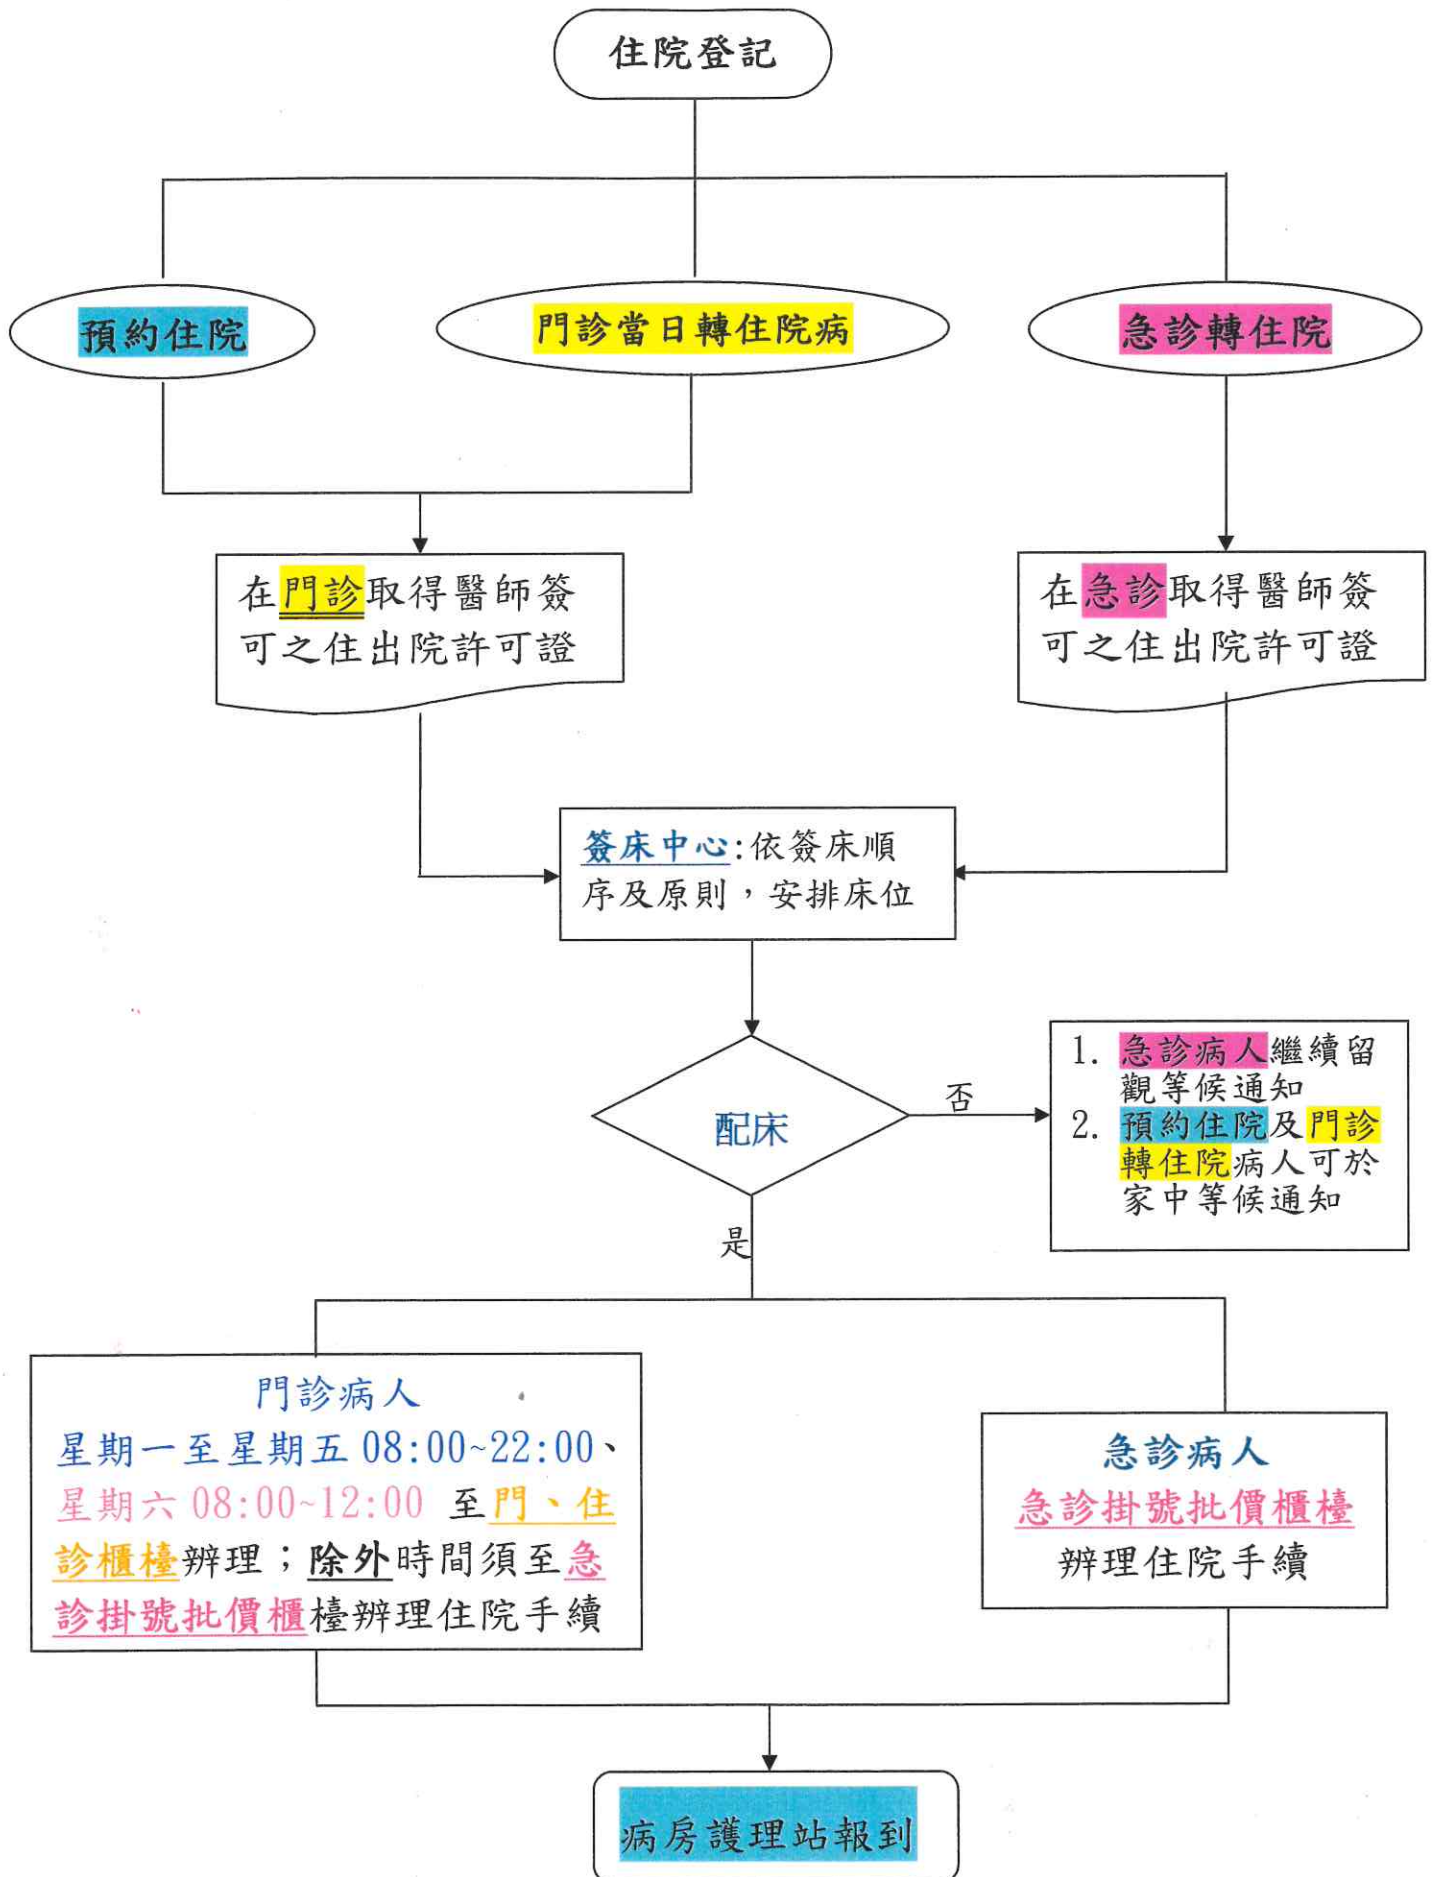 住院登記
預約住院
門診當日轉住院病
急診轉住院
在門診取得醫師簽
可之住出院許可證
在急診取得醫師簽
可之住出院許可證
簽床中心:依簽床順
序及原則，安排床位
配床
否
1. 急診病人繼續留
觀等候通知
2. 預約住院及門診
轉住院病人可於
家中等候通知
是
門診病人
星期一至星期五 08:00~22:00、
星期六 08:00~12:00 至門、住
診櫃檯辦理；除外時間須至急
診掛號批價櫃檯辦理住院手續
急診病人
急診掛號批價櫃檯
辦理住院手續
病房護理站報到